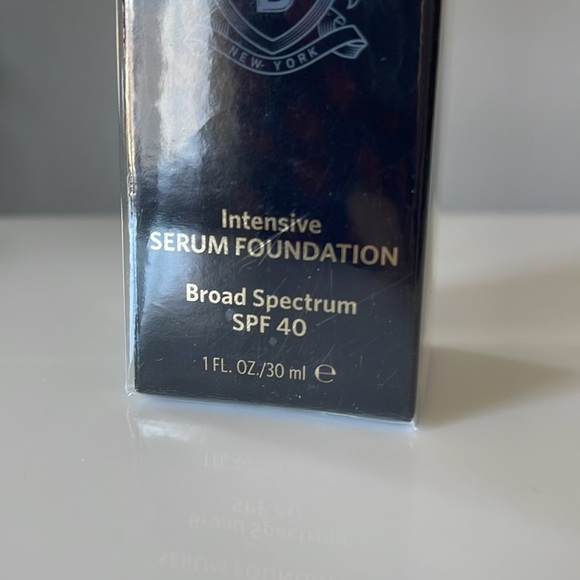 B
NEW YORK
Intensive
SERUM FOUNDATION
Broad Spectrum
SPF 40
1 FL. OZ./30 ml ℮